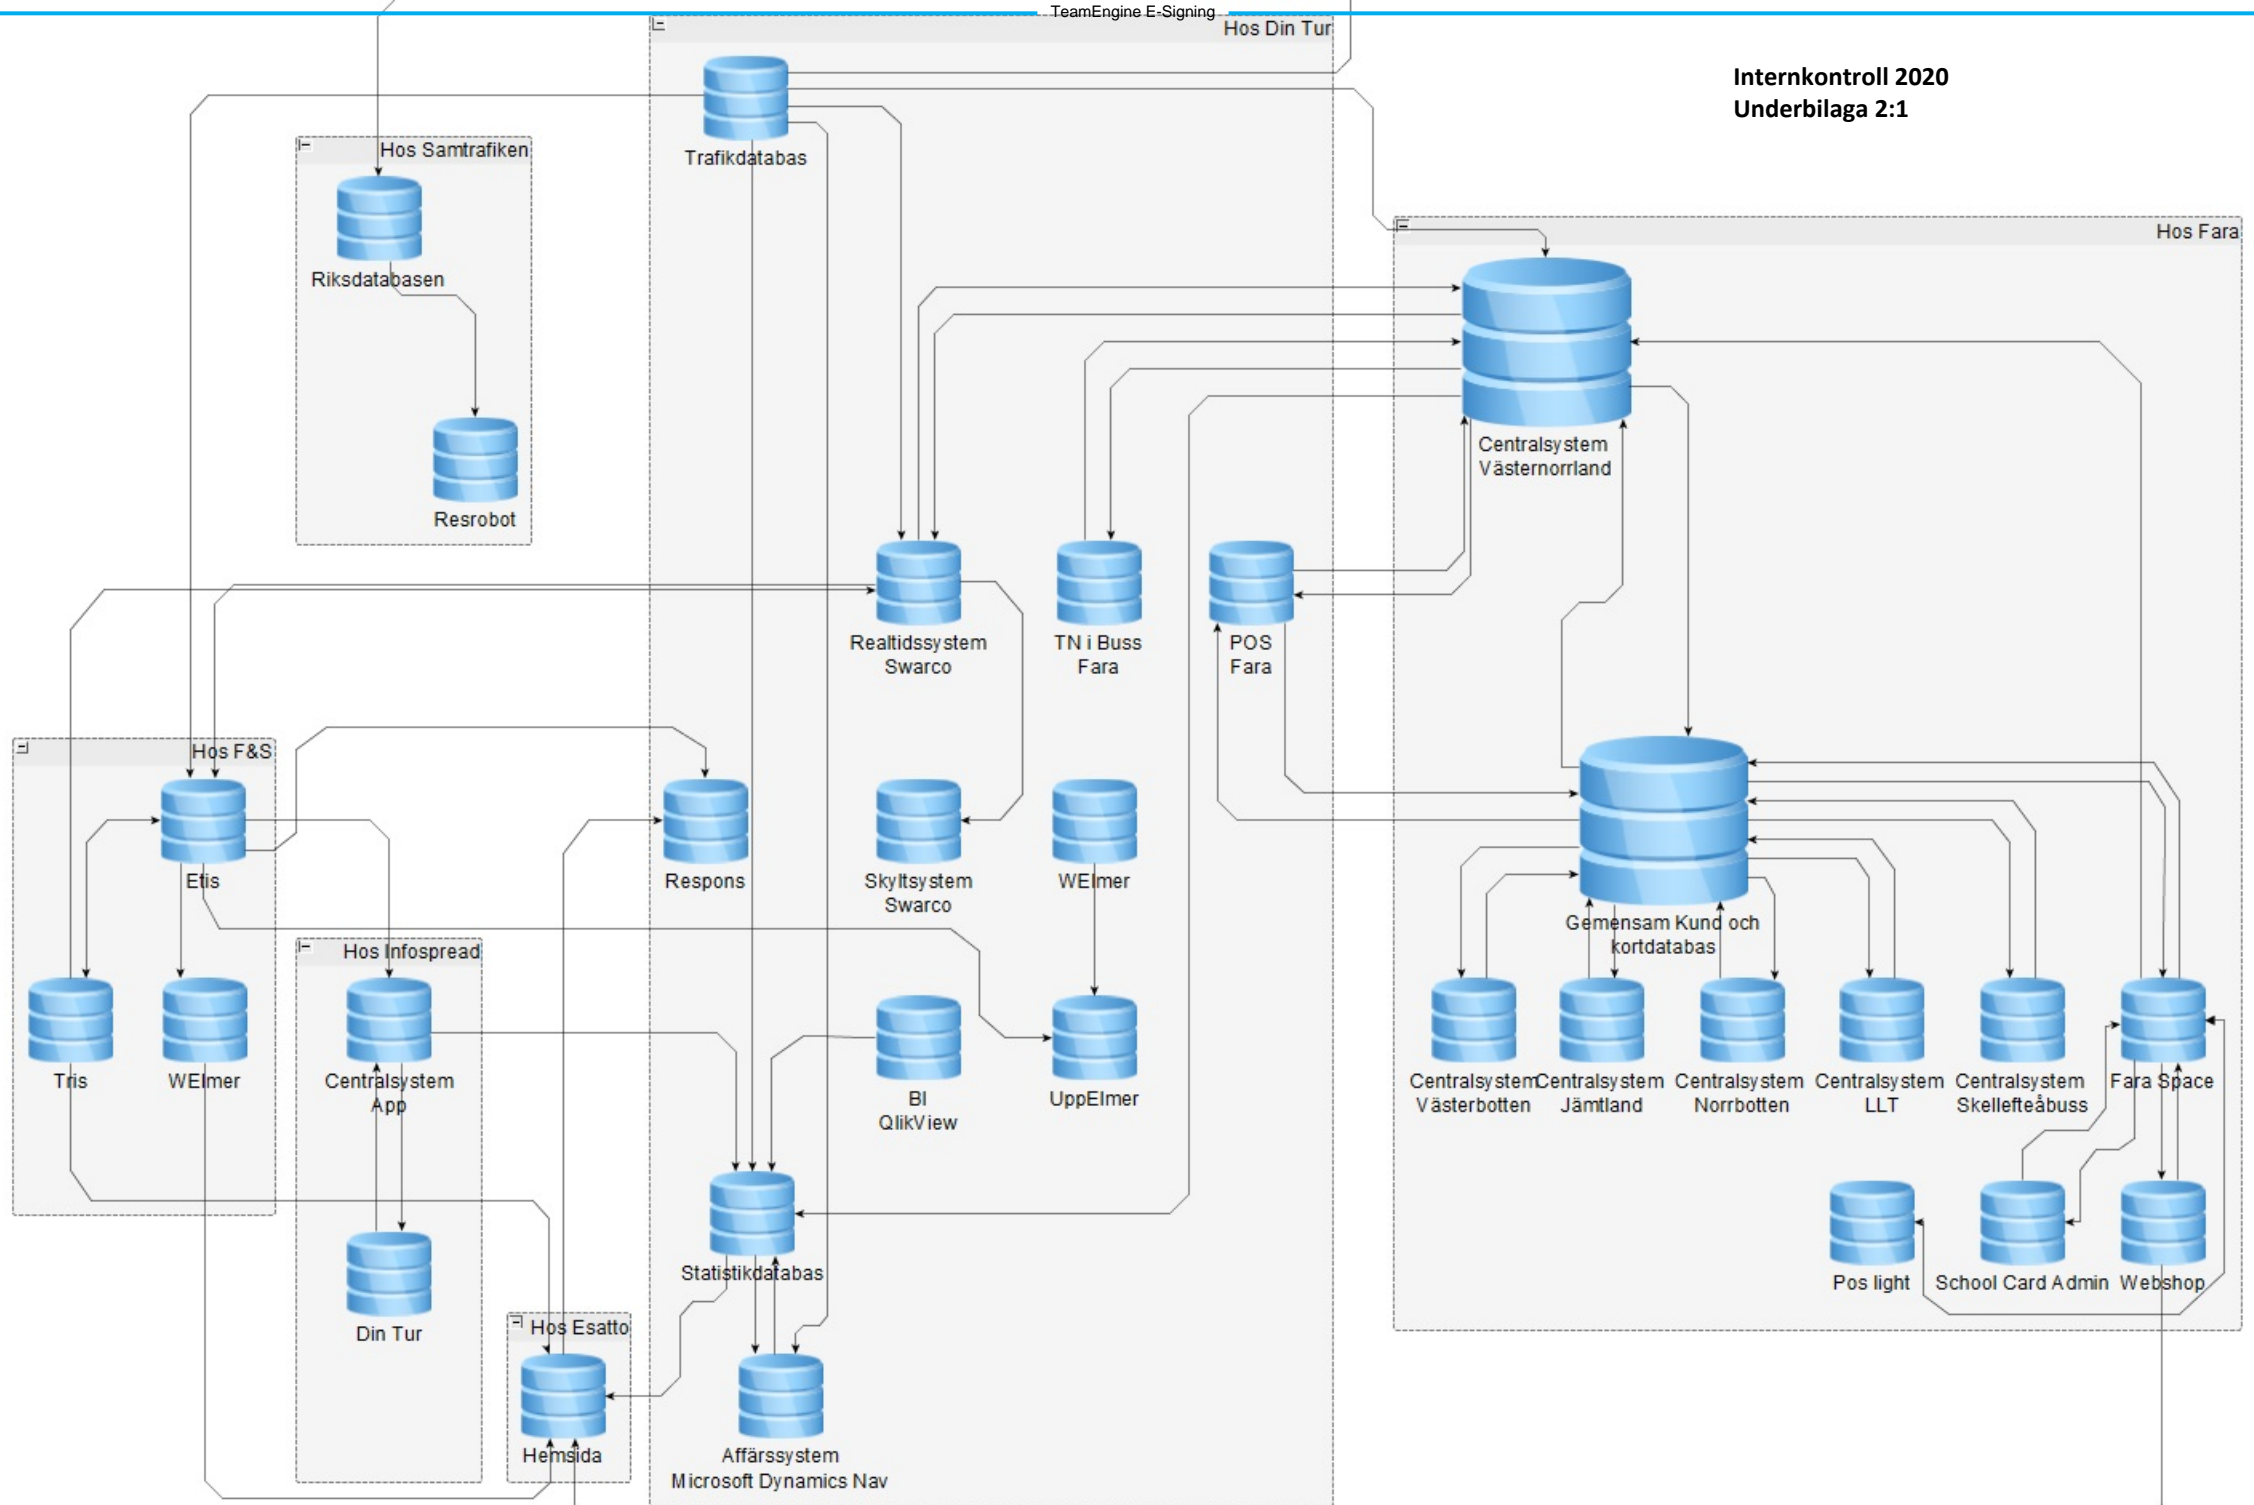 TeamEngine E-Signing
Hos Din Tur
Internkontroll 2020
Underbilaga 2:1
Trafikdatabas
Hos Samtrafiken
Riksdatabasen
Resrobot
Hos Fara
Centralsystem
Västernorrland
Realtidssystem
Swarco
TN i Buss
Fara
POS
Fara
Hos F&S
Etis
Respons
Skyltsystem
Swarco
WEImer
Gemensam Kund och
kortdatabas
Hos Infospread
Tris
WEImer
Centralsystem
App
BI
QlikView
UppElmer
Centralsystem
Västerbotten
Centralsystem
Jämtland
Centralsystem
Norrbotten
Centralsystem
LLT
Centralsystem
Skellefteåbuss
Fara Space
Statistikdatabas
Pos light
School Card Admin
Webshop
Din Tur
Hos Esatto
Hemsida
Affärssystem
Microsoft Dynamics Nav